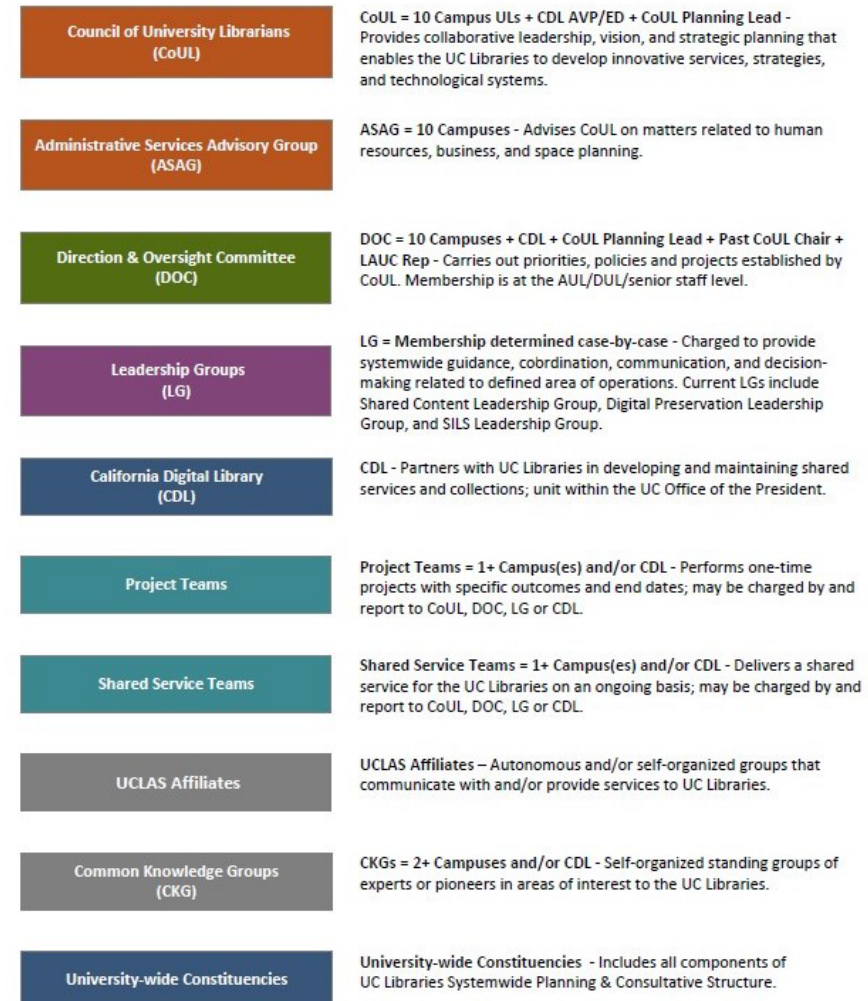 Council of University Librarians
(CoUL)
CoUL = 10 Campus ULs + CDL AVP/ED + CoUL Planning Lead -
Provides collaborative leadership, vision, and strategic planning that
enables the UC Libraries to develop innovative services, strategies,
and technological systems.
Administrative Services Advisory Group
(ASAG)
ASAG = 10 Campuses - Advises CoUL on matters related to human
resources, business, and space planning.
Direction & Oversight Committee
(DOC)
DOC = 10 Campuses + CDL + CoUL Planning Lead + Past CoUL Chair +
LAUC Rep - Carries out priorities, policies and projects established by
CoUL. Membership is at the AUL/DUL/senior staff level.
Leadership Groups
(LG)
LG = Membership determined case-by-case - Charged to provide
systemwide guidance, cobrdination, communication, and decision-
making related to defined area of operations. Current LGs include
Shared Content Leadership Group, Digital Preservation Leadership
Group, and SILS Leadership Group.
California Digital Library
(CDL)
CDL - Partners with UC Libraries in developing and maintaining shared
services and collections; unit within the UC Office of the President.
Project Teams
Project Teams = 1+ Campus(es) and/or CDL - Performs one-time
projects with specific outcomes and end dates; may be charged by and
report to CoUL, DOC, LG or CDL.
Shared Service Teams
Shared Service Teams = 1+ Campus(es) and/or CDL - Delivers a shared
service for the UC Libraries on an ongoing basis; may be charged by and
report to CoUL, DOC, LG or CDL.
UCLAS Affiliates
UCLAS Affiliates – Autonomous and/or self-organized groups that
communicate with and/or provide services to UC Libraries.
Common Knowledge Groups
(CKG)
CKGs = 2+ Campuses and/or CDL - Self-organized standing groups of
experts or pioneers in areas of interest to the UC Libraries.
University-wide Constituencies
University-wide Constituencies - Includes all components of
UC Libraries Systemwide Planning & Consultative Structure.